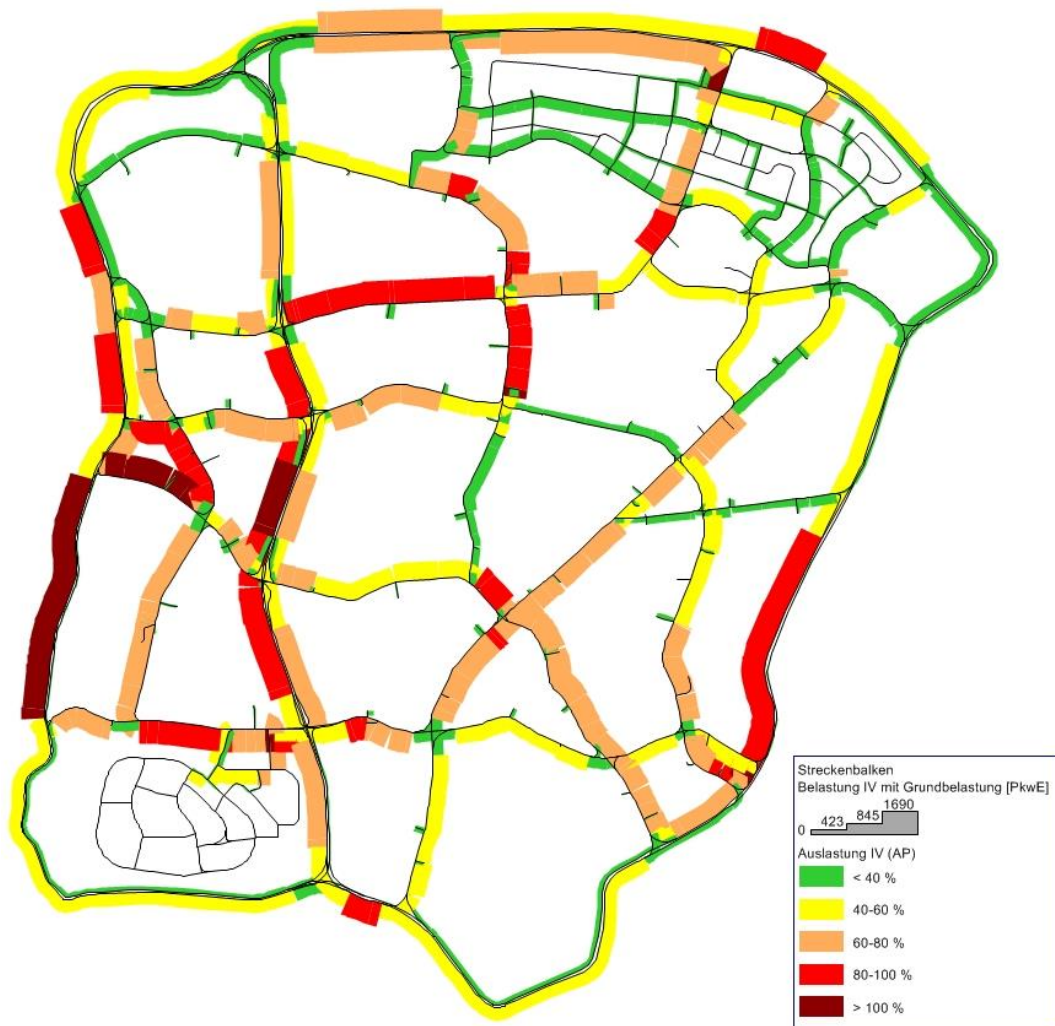 Streckenbalken
Belastung IV mit Grundbelastung [PkwE]
0 423 845 1690
Auslastung IV (AP)
< 40 %
40-60 %
60-80 %
80-100 %
> 100 %